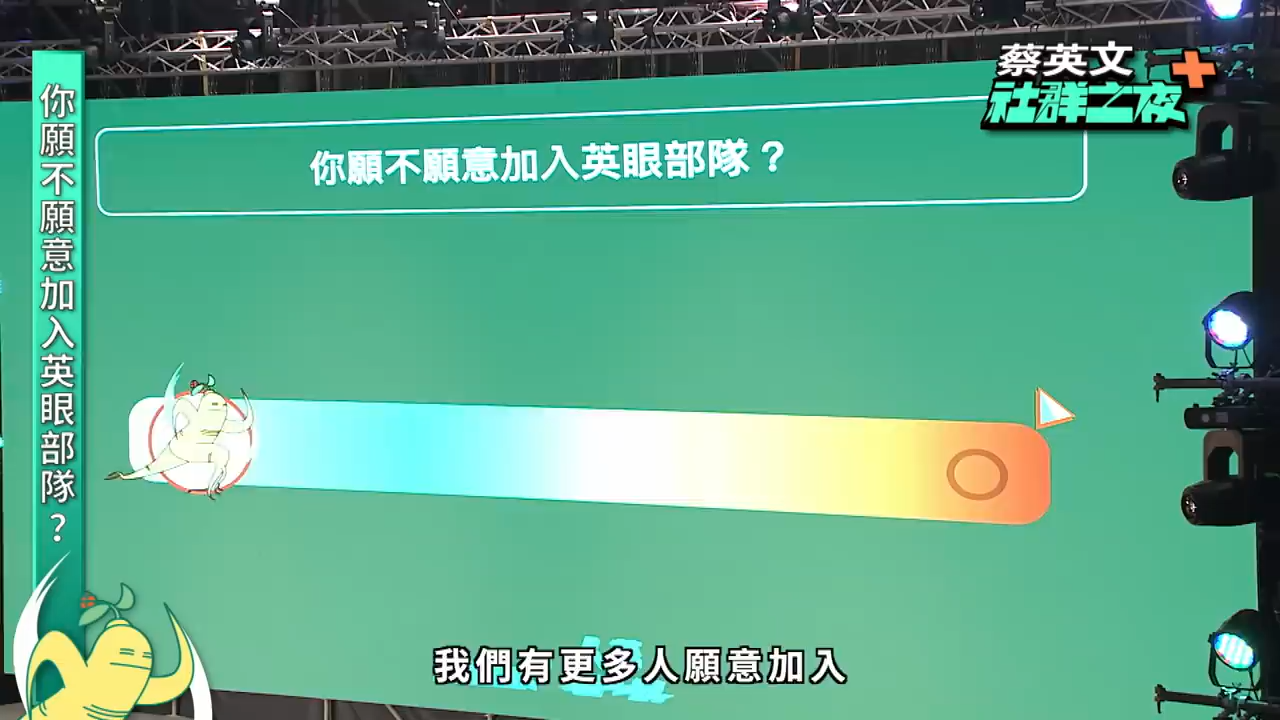 蔡英文
社群之夜+
你願不願意加入英眼部隊？
你願不願意加入英眼部隊？
我們有更多人願意加入